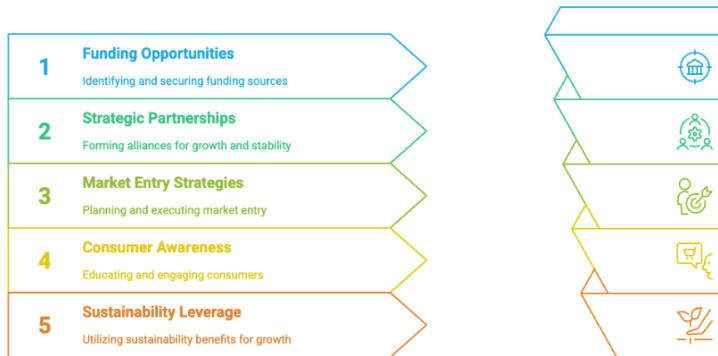 1
Funding Opportunities
Identifying and securing funding sources
2
Strategic Partnerships
Forming alliances for growth and stability
3
Market Entry Strategies
Planning and executing market entry
4
Consumer Awareness
Educating and engaging consumers
5
Sustainability Leverage
Utilizing sustainability benefits for growth